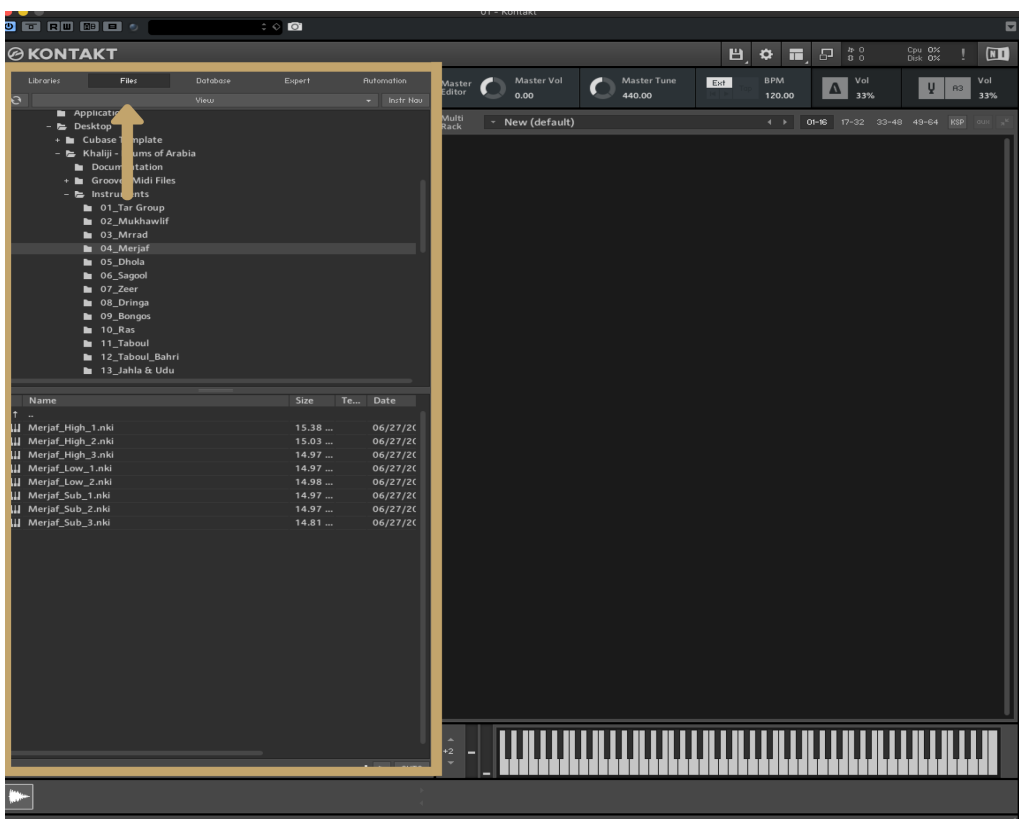 01 - Kontakt
KONTAKT
Cpu 0%
Disk 0%
Libraries Files Database Expert Automation
View Instr Nav
Applications
Desktop
Cubase Template
Khaliji - Drums of Arabia
Documentation
Groove Midi Files
Instruments
01_Tar Group
02_Mukhawlif
03_Mrrad
04_Merjaf
05_Dhola
06_Sagool
07_Zeer
08_Dringa
09_Bongos
10_Ras
11_Taboul
12_Taboul_Bahri
13_Jahla & Udu
Name Size Te... Date
..
Merjaf_High_1.nki 15.38 ... 06/27/20
Merjaf_High_2.nki 15.03 ... 06/27/20
Merjaf_High_3.nki 14.97 ... 06/27/20
Merjaf_Low_1.nki 14.97 ... 06/27/20
Merjaf_Low_2.nki 14.98 ... 06/27/20
Merjaf_Sub_1.nki 14.97 ... 06/27/20
Merjaf_Sub_2.nki 14.97 ... 06/27/20
Merjaf_Sub_3.nki 14.81 ... 06/27/20
Master Editor
Master Vol
0.00
Master Tune
440.00
Ext
BPM
120.00
Vol
33%
A3
Vol
33%
Multi Rack
New (default)
01-16 17-32 33-48 49-64 KSP
+2